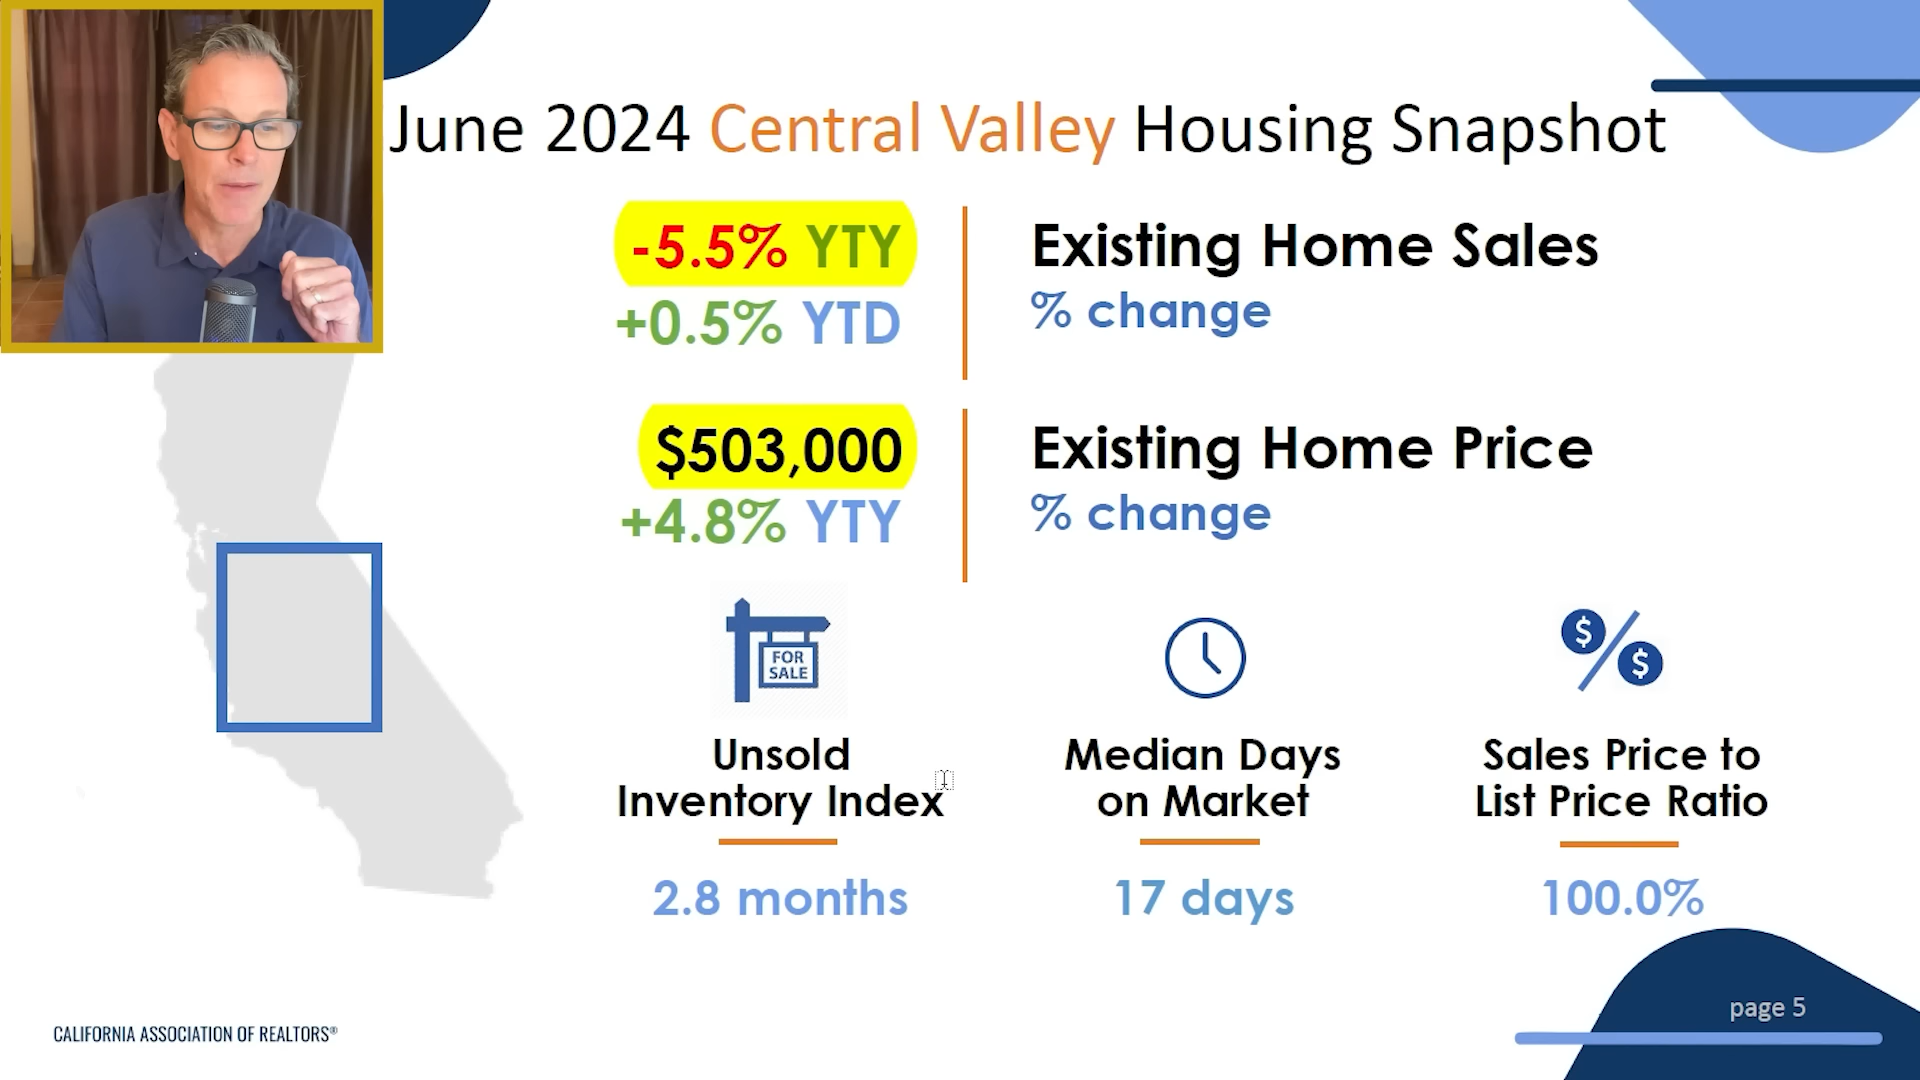 June 2024 Central Valley Housing Snapshot
-5.5% YTY
+0.5% YTD
Existing Home Sales
% change
$503,000
+4.8% YTY
Existing Home Price
% change
FOR
SALE
$
$
Unsold
Inventory Index
2.8 months
Median Days
on Market
17 days
Sales Price to
List Price Ratio
100.0%
page 5
CALIFORNIA ASSOCIATION OF REALTORS®